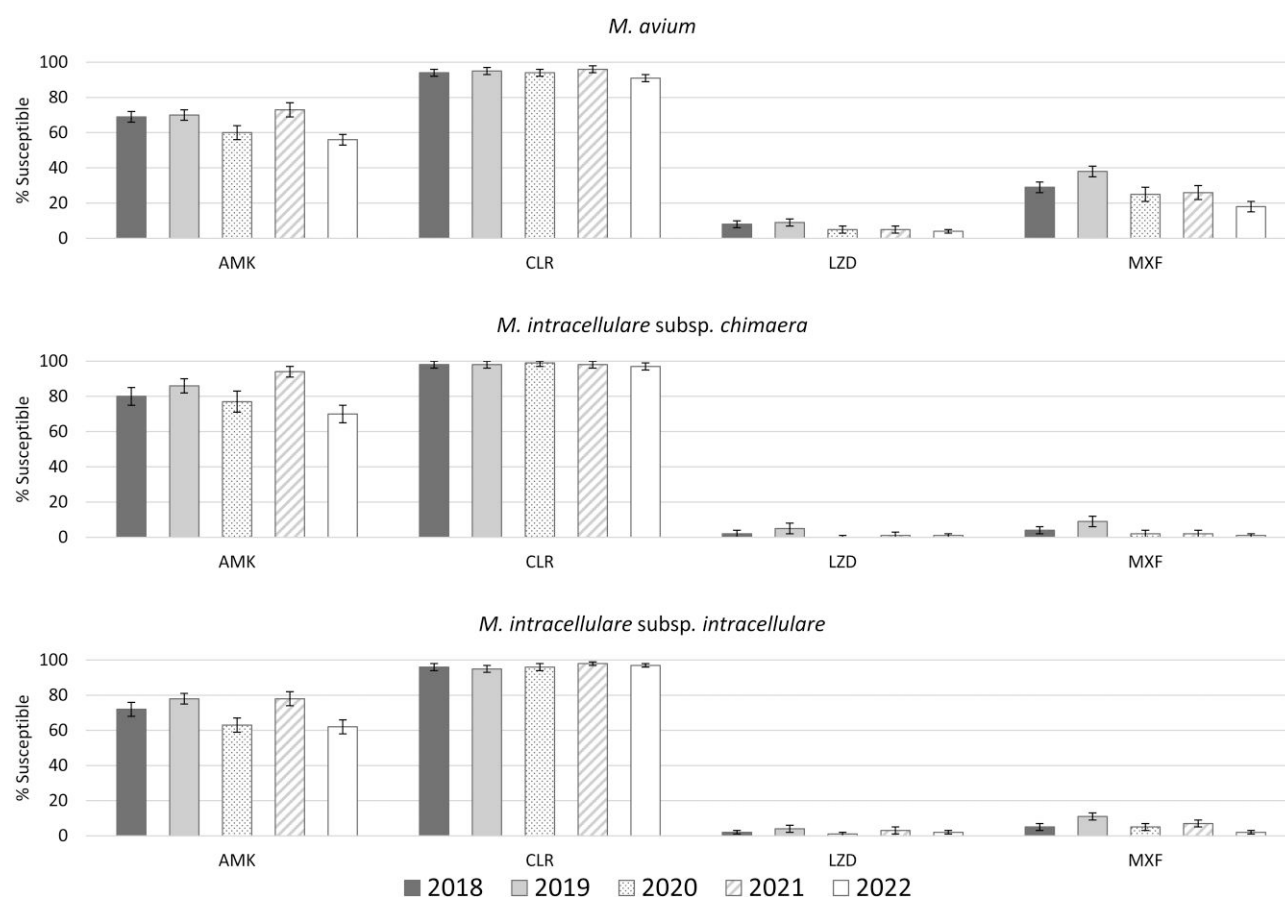 M. avium
% Susceptible
100
80
60
40
20
0
AMK CLR LZD MXF
M. intracellulare subsp. chimaera
% Susceptible
100
80
60
40
20
0
AMK CLR LZD MXF
M. intracellulare subsp. intracellulare
% Susceptible
100
80
60
40
20
0
AMK CLR LZD MXF
2018 2019 2020 2021 2022